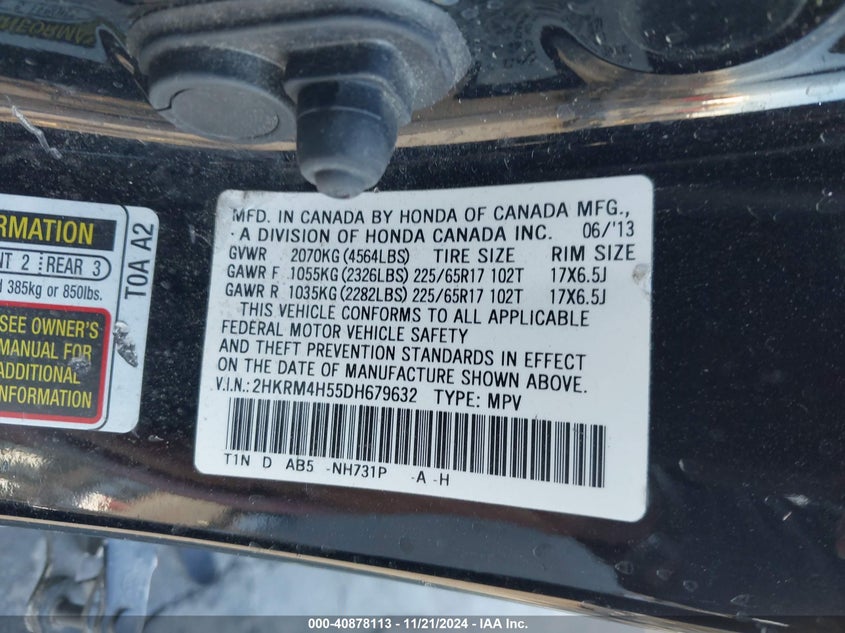 RMATION
NT 2 REAR 3
385kg or 850lbs.
SEE OWNER'S
MANUAL FOR
ADDITIONAL
INFORMATION
T0A A2
MFD. IN CANADA BY HONDA OF CANADA MFG.,
A DIVISION OF HONDA CANADA INC. 06/'13
GVWR 2070KG (4564LBS) TIRE SIZE RIM SIZE
GAWR F 1055KG (2326LBS) 225/65R17 102T 17X6.5J
GAWR R 1035KG (2282LBS) 225/65R17 102T 17X6.5J
THIS VEHICLE CONFORMS TO ALL APPLICABLE
FEDERAL MOTOR VEHICLE SAFETY
AND THEFT PREVENTION STANDARDS IN EFFECT
ON THE DATE OF MANUFACTURE SHOWN ABOVE.
V.I.N.: 2HKRM4H55DH679632 TYPE: MPV
T1N D AB5 -NH731P -A -H
000-40878113 - 11/21/2024 - IAA Inc.